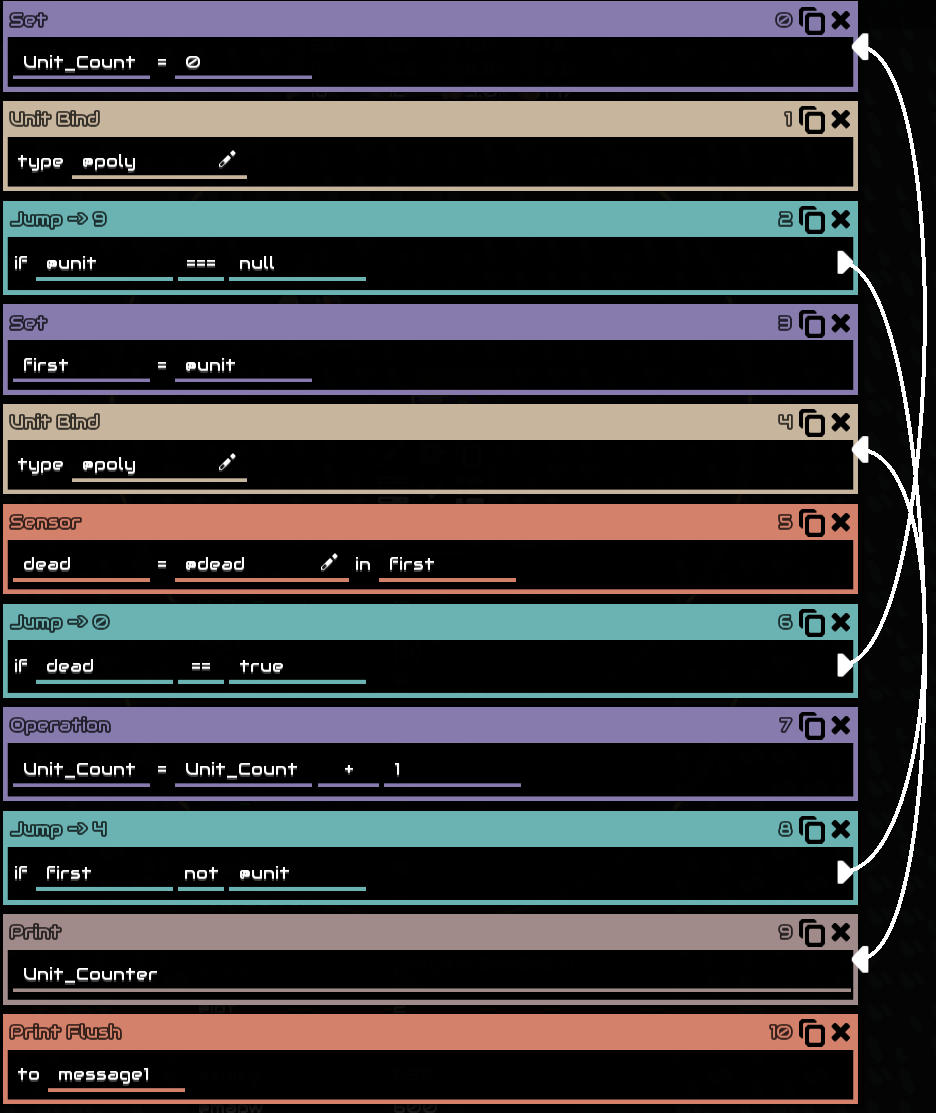 Set 0
Unit_Count = 0
Unit Bind 1
type @poly
Jump -> 9 2
if @unit === null
Set 3
first = @unit
Unit Bind 4
type @poly
Sensor 5
dead = @dead in first
Jump -> 0 6
if dead == true
Operation 7
Unit_Count = Unit_Count + 1
Jump -> 4 8
if first not @unit
Print 9
Unit_Counter
Print Flush 10
to message1